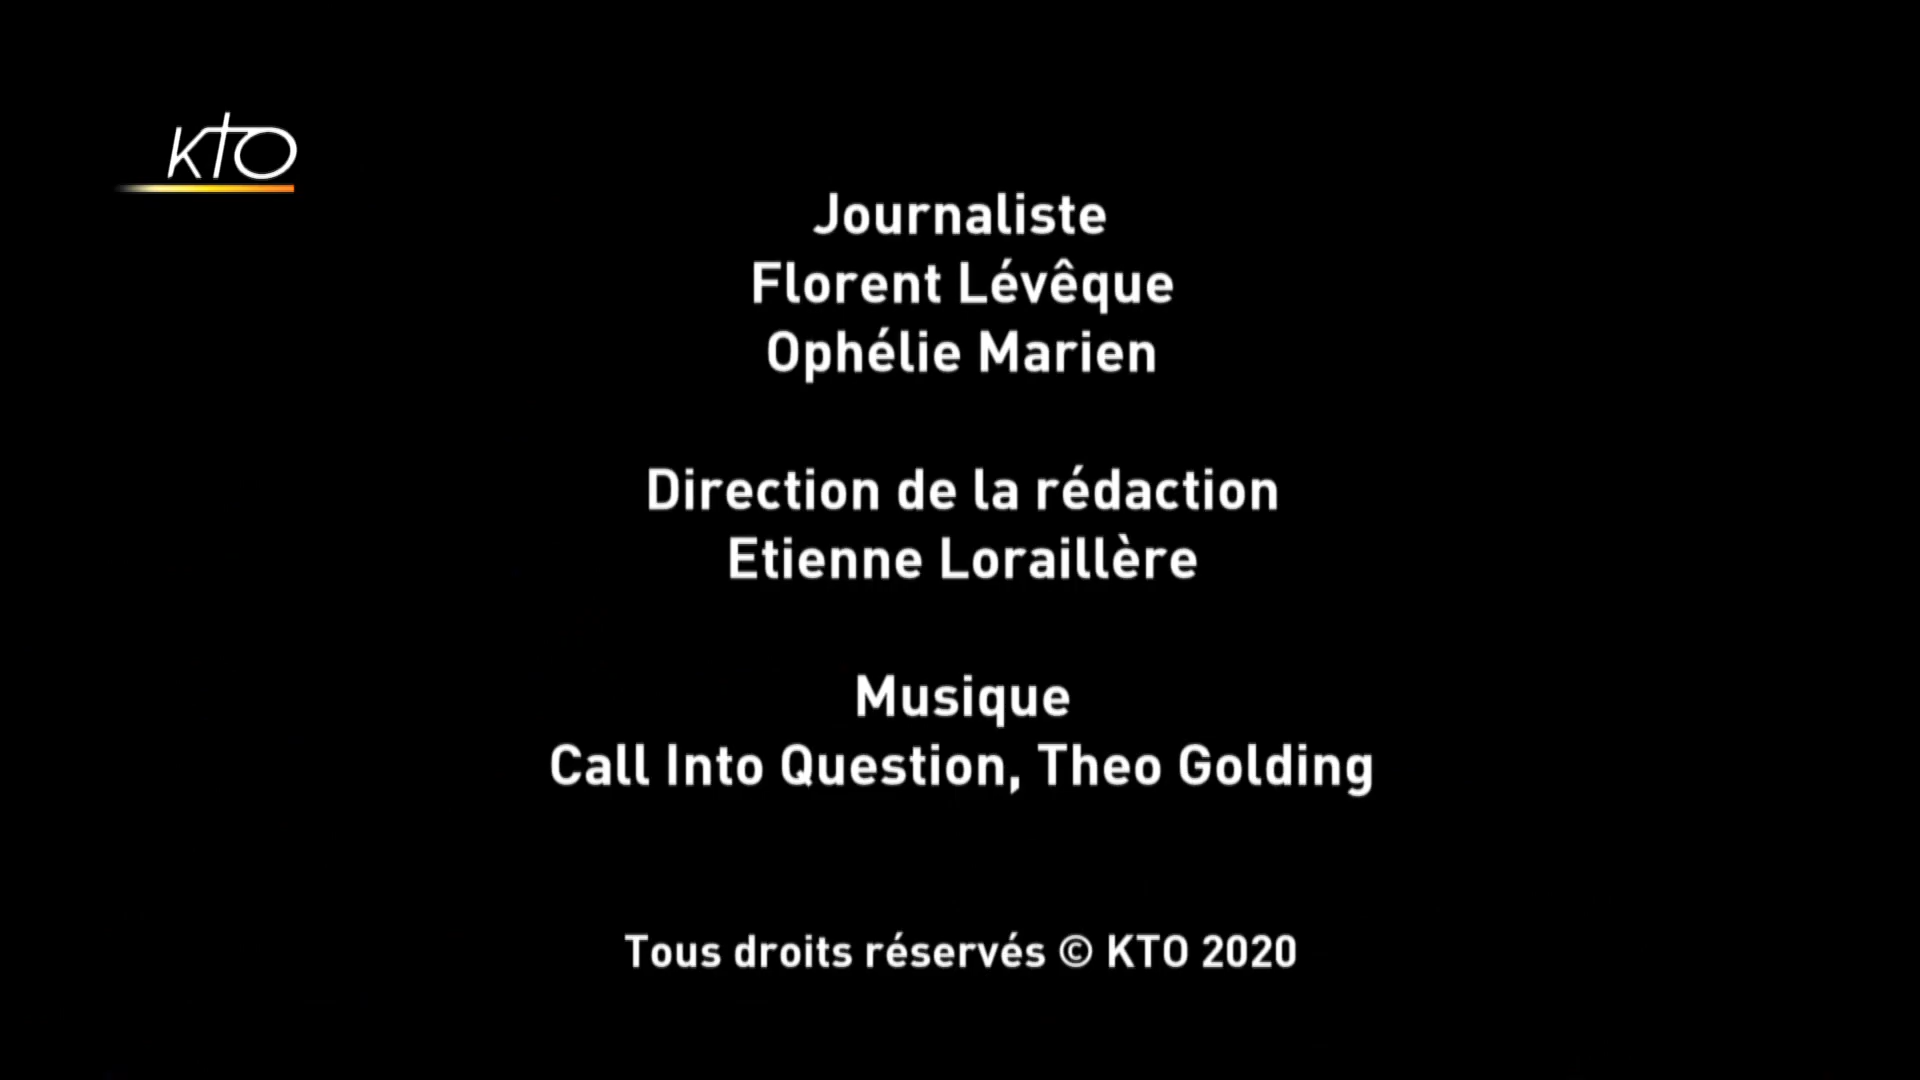 KTO
Journaliste
Florent Lévêque
Ophélie Marien
Direction de la rédaction
Etienne Loraillère
Musique
Call Into Question, Theo Golding
Tous droits réservés © KTO 2020